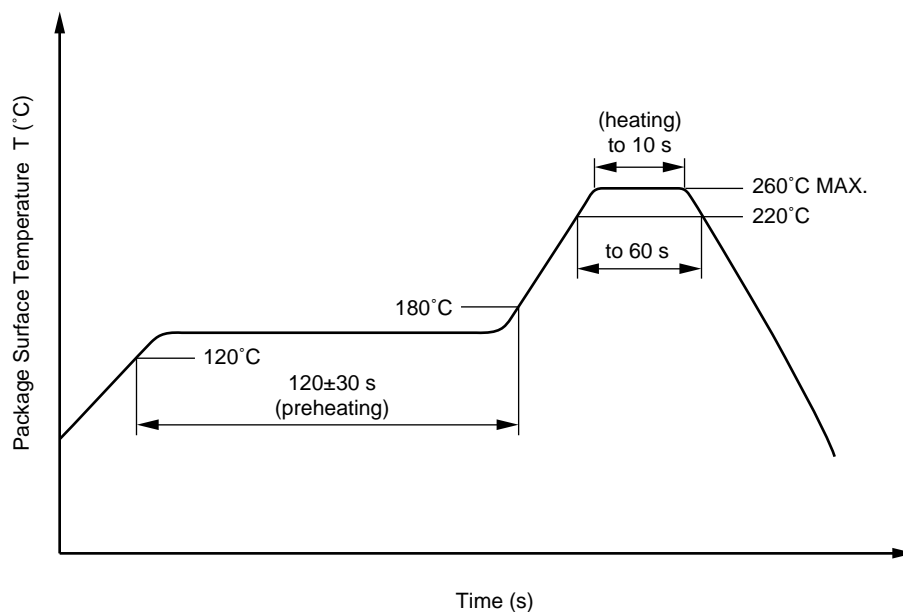 Package Surface Temperature T (˚C)
(heating)
to 10 s
260˚C MAX.
220˚C
to 60 s
180˚C
120˚C
120±30 s
(preheating)
Time (s)